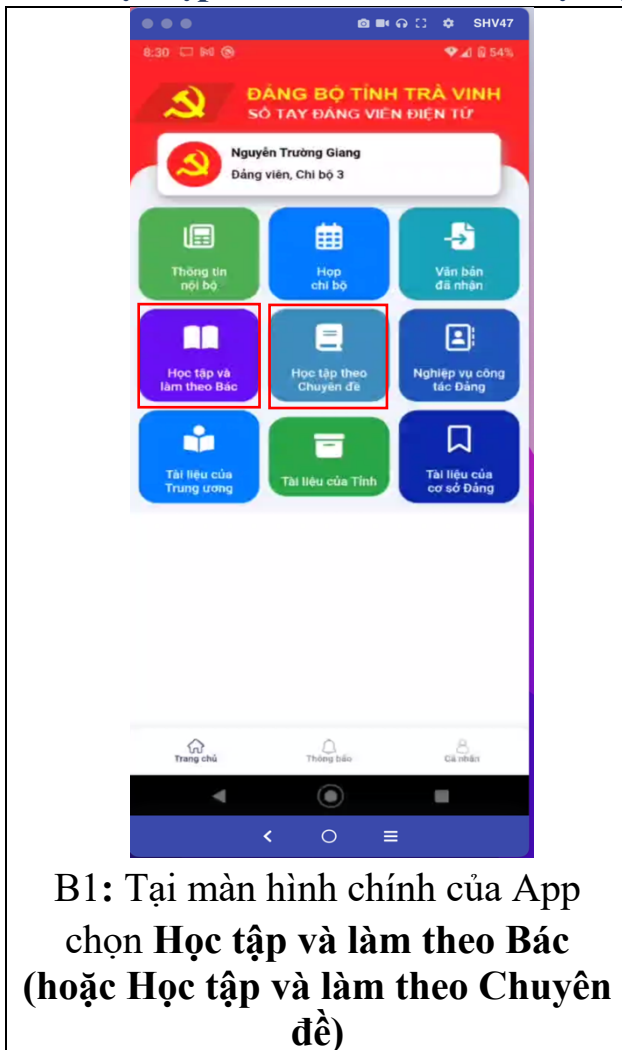 SHV47
8:30
54%
ĐẢNG BỘ TỈNH TRÀ VINH
SỔ TAY ĐẢNG VIÊN ĐIỆN TỬ
Nguyễn Trường Giang
Đảng viên, Chi bộ 3
Thông tin
nội bộ
Họp
chi bộ
Văn bản
đã nhận
Học tập và
làm theo Bác
Học tập theo
Chuyên đề
Nghiệp vụ công
tác Đảng
Tài liệu của
Trung ương
Tài liệu của Tỉnh
Tài liệu của
cơ sở Đảng
Trang chủ
Thông báo
Cá nhân
B1: Tại màn hình chính của App
chọn Học tập và làm theo Bác
(hoặc Học tập và làm theo Chuyên
đề)